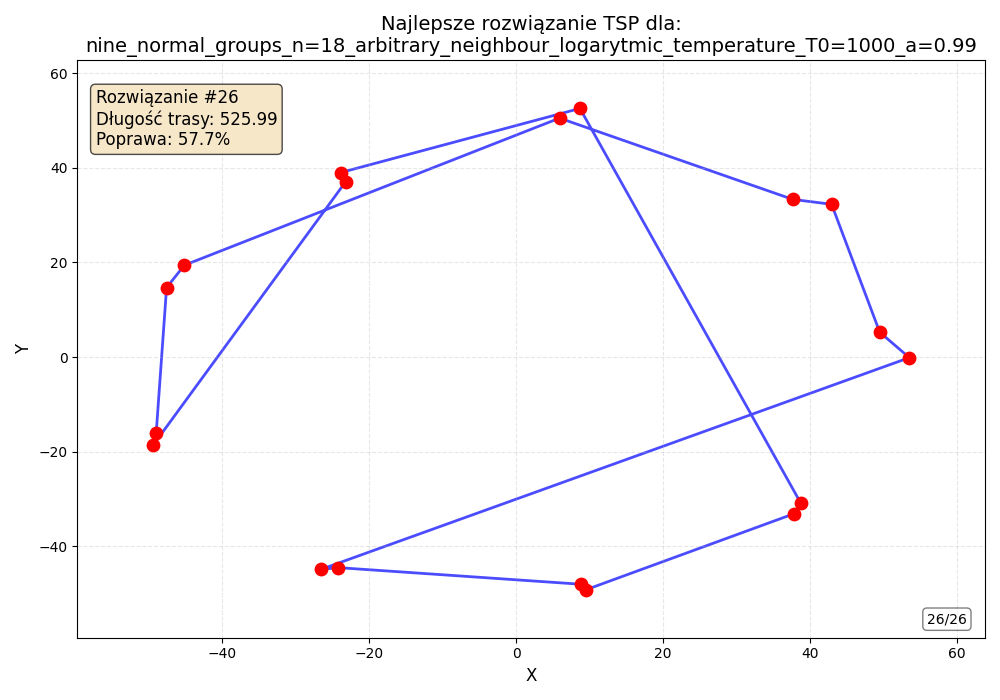 Najlepsze rozwiązanie TSP dla:
nine_normal_groups_n=18_arbitrary_neighbour_logarytmic_temperature_T0=1000_a=0.99
Rozwiązanie #26
Długość trasy: 525.99
Poprawa: 57.7%
60
40
20
0
−20
−40
Y
26/26
−40
−20
0
20
40
60
X